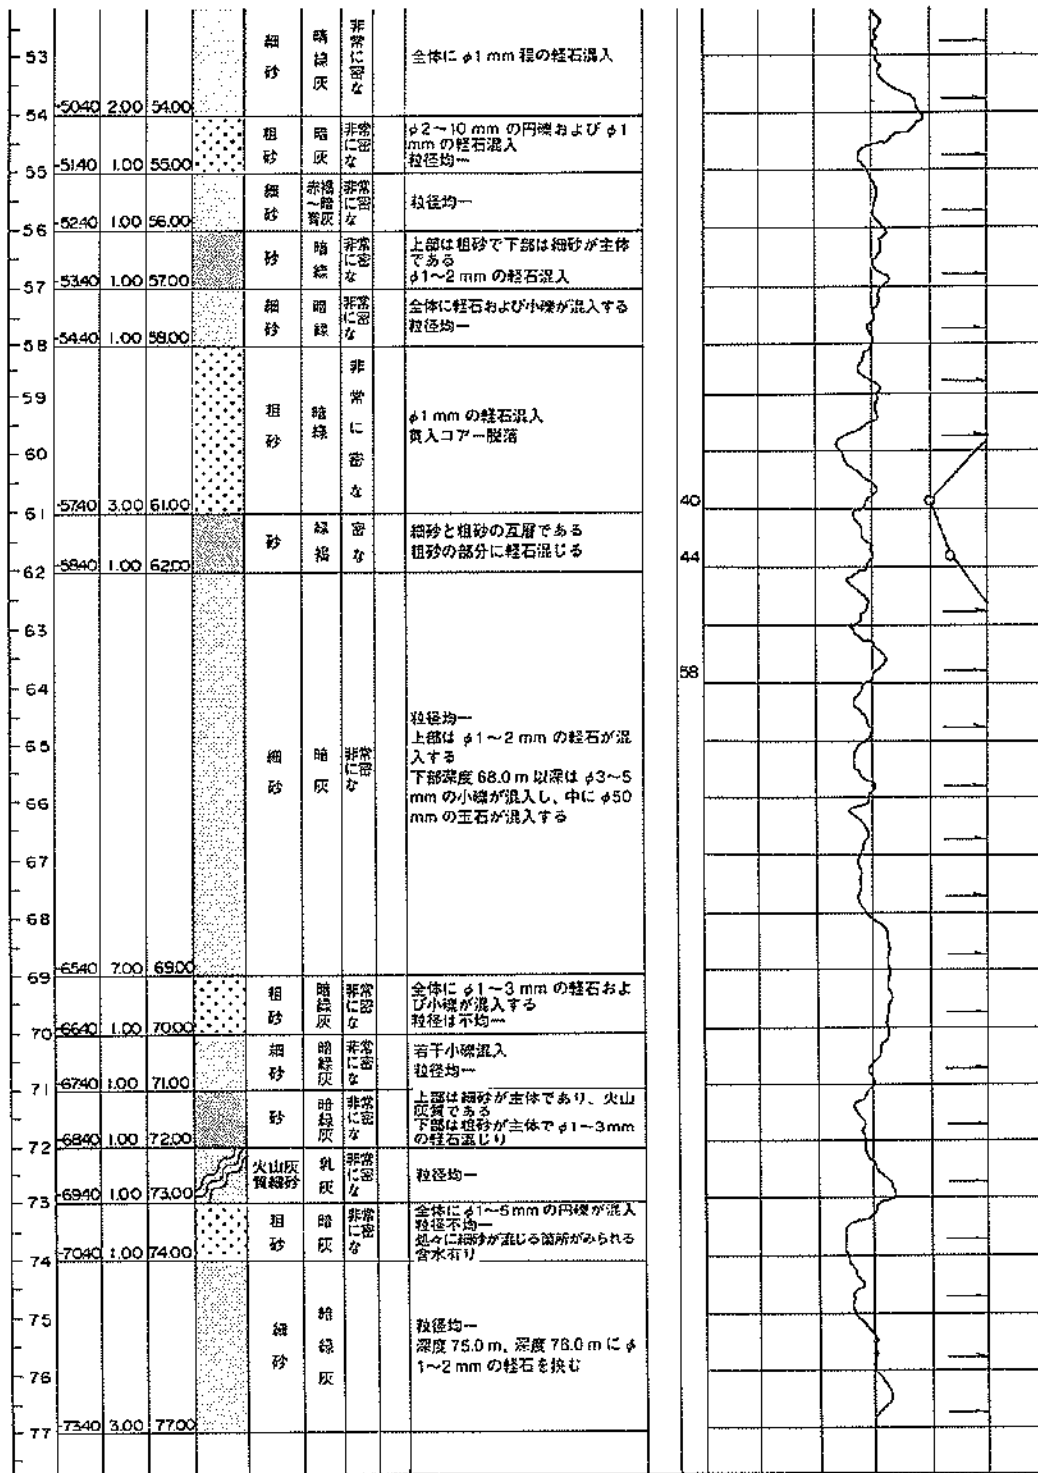 53
細砂 暗緑灰 非常に密な 全体に φ1 mm 程の軽石混入
-50.40 2.00 54.00
54
粗砂 暗灰 非常に密な φ2〜10 mm の円礫および φ1
mm の軽石混入
粒径均一
-51.40 1.00 55.00
55
細砂 赤褐〜暗青灰 非常に密な 粒径均一
-52.40 1.00 56.00
56
砂 暗緑 非常に密な 上部は粗砂で下部は細砂が主体
である
φ1〜2 mm の軽石混入
-53.40 1.00 57.00
57
細砂 暗緑 非常に密な 全体に軽石および小礫が混入する
粒径均一
-54.40 1.00 58.00
58
59
粗砂 暗緑 非常に密な φ1 mm の軽石混入
貫入コアー脱落
60
-57.40 3.00 61.00
40
61
砂 緑褐 密な 細砂と粗砂の互層である
粗砂の部分に軽石混じる
-58.40 1.00 62.00
44
62
63
58
64
65
細砂 暗灰 非常に密な 粒径均一
上部は φ1〜2 mm の軽石が混
入する
下部深度 68.0 m 以深は φ3〜5
mm の小礫が混入し、中に φ50
mm の玉石が混入する
66
67
68
-65.40 7.00 69.00
69
粗砂 暗緑灰 非常に密な 全体に φ1〜3 mm の軽石およ
び小礫が混入する
粒径は不均一
-66.40 1.00 70.00
70
細砂 暗緑灰 非常に密な 若干小礫混入
粒径均一
-67.40 1.00 71.00
71
砂 暗緑灰 非常に密な 上部は細砂が主体であり、火山
灰質である
下部は粗砂が主体で φ1〜3mm
の軽石混じり
-68.40 1.00 72.00
72
火山灰質細砂 乳灰 非常に密な 粒径均一
-69.40 1.00 73.00
73
粗砂 暗灰 非常に密な 全体に φ1〜5 mm の円礫が混入
粒径不均一
処々に細砂が混じる箇所がみられる
含水有り
-70.40 1.00 74.00
74
75
細砂 暗緑灰 粒径均一
深度 75.0 m、深度 76.0 m に φ
1〜2 mm の軽石を挟む
76
-73.40 3.00 77.00
77